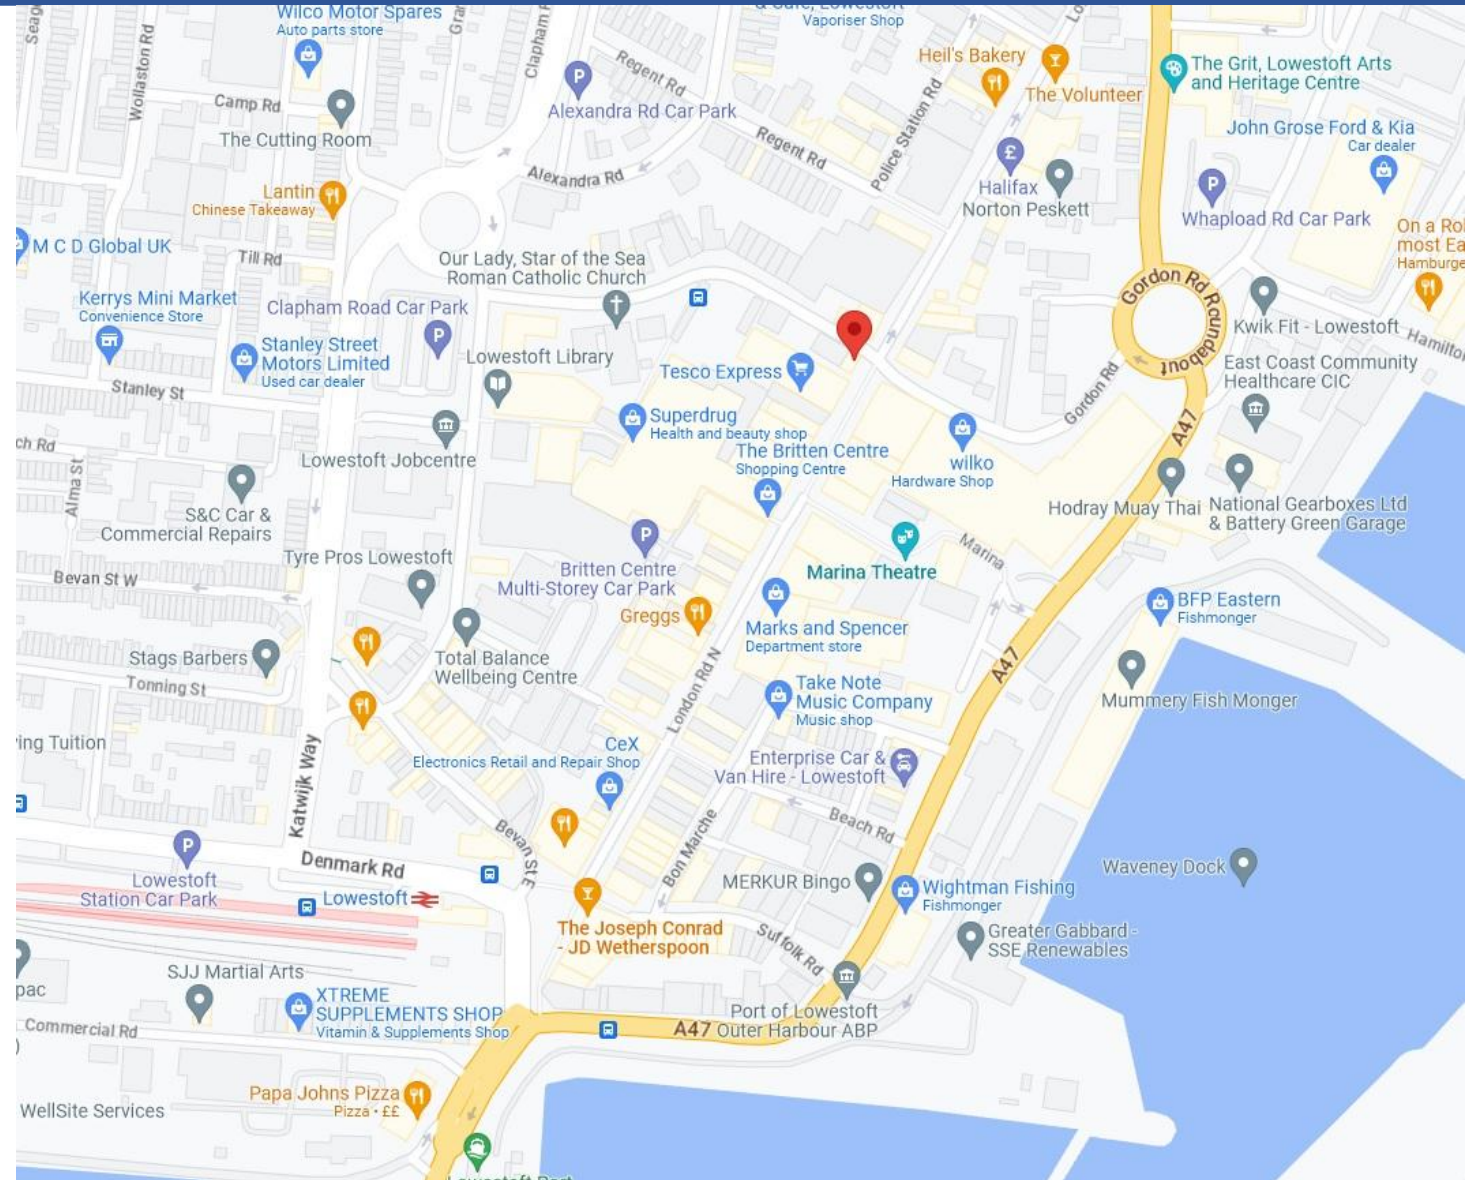 Wilco Motor Spares
Auto parts store
& Cafe, Lowestoft
Vaporiser Shop
Wollaston Rd
Clapham R
Camp Rd
The Cutting Room
Alexandra Rd Car Park
Regent Rd
Regent Rd
Alexandra Rd
Police Station Rd
Heil's Bakery
The Volunteer
The Grit, Lowestoft Arts
and Heritage Centre
John Grose Ford & Kia
Car dealer
Halifax
Norton Peskett
Whapload Rd Car Park
Lantin
Chinese Takeaway
M C D Global UK
Till Rd
Our Lady, Star of the Sea
Roman Catholic Church
Kerrys Mini Market
Convenience Store
Clapham Road Car Park
Stanley Street
Motors Limited
Used car dealer
Stanley St
Lowestoft Library
Tesco Express
Gordon Rd Roundabout
Kwik Fit - Lowestoft
East Coast Community
Healthcare CIC
Gordon Rd
A47
Superdrug
Health and beauty shop
The Britten Centre
Shopping Centre
wilko
Hardware Shop
Lowestoft Jobcentre
ch Rd
Alma St
S&C Car &
Commercial Repairs
Hodray Muay Thai
National Gearboxes Ltd
& Battery Green Garage
Tyre Pros Lowestoft
Bevan St W
Britten Centre
Multi-Storey Car Park
Marina Theatre
Marina
Greggs
Marks and Spencer
Department store
BFP Eastern
Fishmonger
Stags Barbers
Tonning St
Total Balance
Wellbeing Centre
London Rd N
Take Note
Music Company
Music shop
A47
Mummery Fish Monger
ing Tuition
Katwijk Way
CeX
Electronics Retail and Repair Shop
Enterprise Car &
Van Hire - Lowestoft
Beach Rd
Bevan St E
Bon Marche
Denmark Rd
Lowestoft
Station Car Park
Lowestoft
MERKUR Bingo
Wightman Fishing
Fishmonger
Waveney Dock
The Joseph Conrad
- JD Wetherspoon
Suffolk Rd
Greater Gabbard -
SSE Renewables
pac
SJJ Martial Arts
XTREME
SUPPLEMENTS SHOP
Vitamin & Supplements Shop
Commercial Rd
Port of Lowestoft
Outer Harbour ABP
A47
Papa Johns Pizza
Pizza • ££
WellSite Services
Lowestoft Port